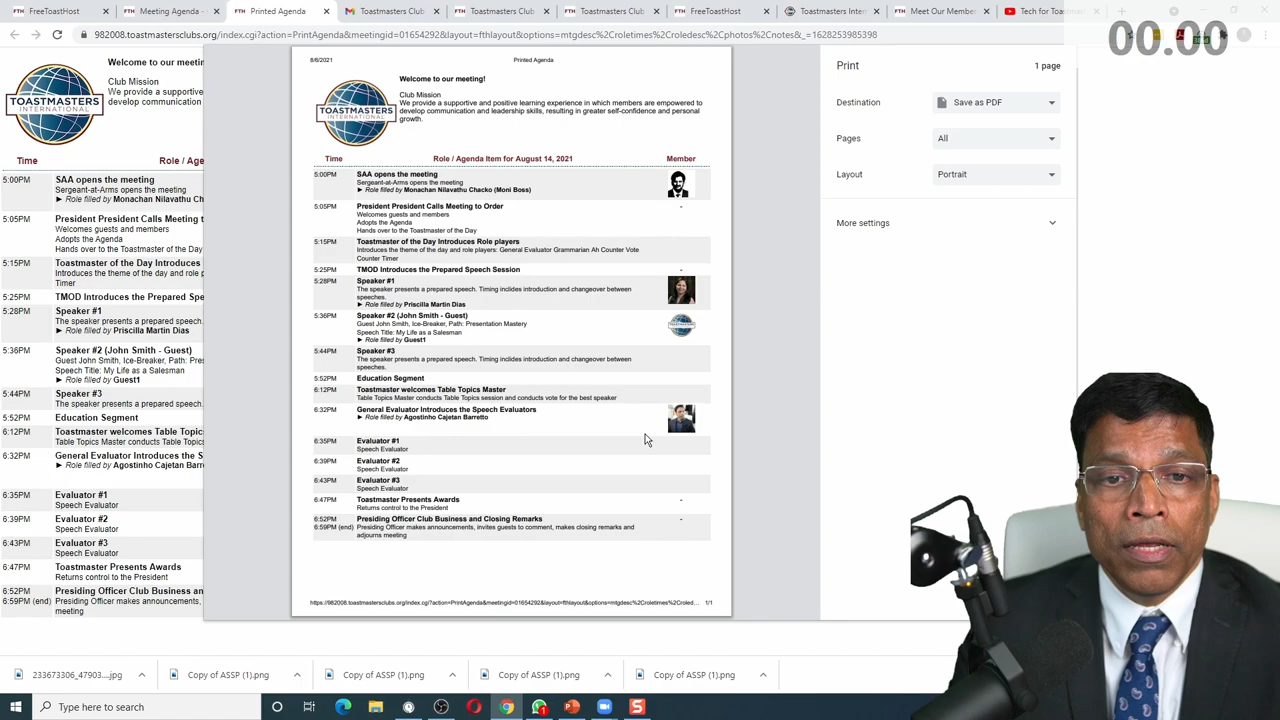 FreeToastHost
Meeting Agenda -
Printed Agenda
FreeToastHost
Toastmasters Club
FreeToastHost
Toastmasters Intern
Meet Our Membe
Tech for Toastmast
982008.toastmastersclubs.org/index.cgi?action=PrintAgenda&meetingid=01654292&layout=fthlayout&options=mtgdesc%2Croletimes%2Croledesc%2Cphotos%2Cnotes&_=1628253985398
00.00
Welcome to our meetin
Club Mission
We provide a supportive
develop communication
TOASTMASTERS
INTERNATIONAL
Time
Role / Age
5:00PM
SAA opens the meeting
Sergeant-at-Arms opens the meeting
► Role filled by Monachan Nilavathu Ch
5:05PM
President President Calls Meeting t
Welcomes guests and members
Adopts the Agenda
Hands over to the Toastmaster of the Day
5:15PM
Toastmaster of the Day Introduces
Introduces the theme of the day and role p
Timer
5:25PM
TMOD Introduces the Prepared Spe
5:28PM
Speaker #1
The speaker presents a prepared speech.
► Role filled by Priscilla Martin Dias
5:36PM
Speaker #2 (John Smith - Guest)
Guest John Smith, Ice-Breaker, Path: Pres
Speech Title: My Life as a Salesman
► Role filled by Guest1
5:44PM
Speaker #3
The speaker presents a prepared speech.
5:52PM
Education Segment
6:12PM
Toastmaster welcomes Table Topics
Table Topics Master conducts Table Topic
6:32PM
General Evaluator Introduces the S
► Role filled by Agostinho Cajetan Barrett
6:35PM
Evaluator #1
Speech Evaluator
6:39PM
Evaluator #2
Speech Evaluator
6:43PM
Evaluator #3
Speech Evaluator
6:47PM
Toastmaster Presents Awards
Returns control to the President
6:52PM
Presiding Officer Club Business an
6:59PM (end)
Presiding Officer makes announcements,
meeting
8/6/2021
Printed Agenda
Welcome to our meeting!
Club Mission
We provide a supportive and positive learning experience in which members are empowered to
develop communication and leadership skills, resulting in greater self-confidence and personal
growth.
TOASTMASTERS
INTERNATIONAL
Time Role / Agenda Item for August 14, 2021 Member
5:00PM SAA opens the meeting
Sergeant-at-Arms opens the meeting
► Role filled by Monachan Nilavathu Chacko (Moni Boss)
5:05PM President President Calls Meeting to Order -
Welcomes guests and members
Adopts the Agenda
Hands over to the Toastmaster of the Day
5:15PM Toastmaster of the Day Introduces Role players
Introduces the theme of the day and role players: General Evaluator Grammarian Ah Counter Vote
Counter Timer
5:25PM TMOD Introduces the Prepared Speech Session -
5:28PM Speaker #1
The speaker presents a prepared speech. Timing inclides introduction and changeover between
speeches.
► Role filled by Priscilla Martin Dias
5:36PM Speaker #2 (John Smith - Guest)
Guest John Smith, Ice-Breaker, Path: Presentation Mastery
Speech Title: My Life as a Salesman
► Role filled by Guest1
5:44PM Speaker #3
The speaker presents a prepared speech. Timing inclides introduction and changeover between
speeches.
5:52PM Education Segment
6:12PM Toastmaster welcomes Table Topics Master
Table Topics Master conducts Table Topics session and conducts vote for the best speaker
6:32PM General Evaluator Introduces the Speech Evaluators
► Role filled by Agostinho Cajetan Barretto
6:35PM Evaluator #1
Speech Evaluator
6:39PM Evaluator #2
Speech Evaluator
6:43PM Evaluator #3
Speech Evaluator
6:47PM Toastmaster Presents Awards -
Returns control to the President
6:52PM Presiding Officer Club Business and Closing Remarks -
6:59PM (end) Presiding Officer makes announcements, invites guests to comment, makes closing remarks and
adjourns meeting
https://982008.toastmastersclubs.org/index.cgi/?action=PrintAgenda&meetingid=01654292&layout=fthlayout&options=mtgdesc%2Croletimes%2Croled... 1/1
Print 1 page
Destination Save as PDF
Pages All
Layout Portrait
More settings
233673306_47903....jpg
Copy of ASSP (1).png
Copy of ASSP (1).png
Copy of ASSP (1).png
Copy of ASSP (1).png
Type here to search